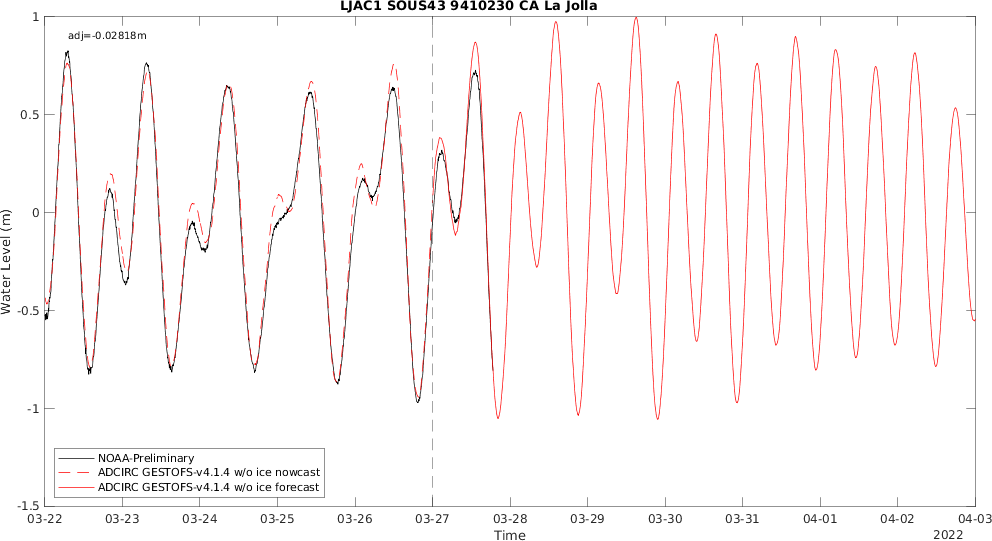 LJAC1 SOUS43 9410230 CA La Jolla
adj=-0.02818m
1
0.5
0
-0.5
-1
-1.5
Water Level (m)
NOAA-Preliminary
ADCIRC GESTOFS-v4.1.4 w/o ice nowcast
ADCIRC GESTOFS-v4.1.4 w/o ice forecast
03-22 03-23 03-24 03-25 03-26 03-27 03-28 03-29 03-30 03-31 04-01 04-02 04-03
Time
2022